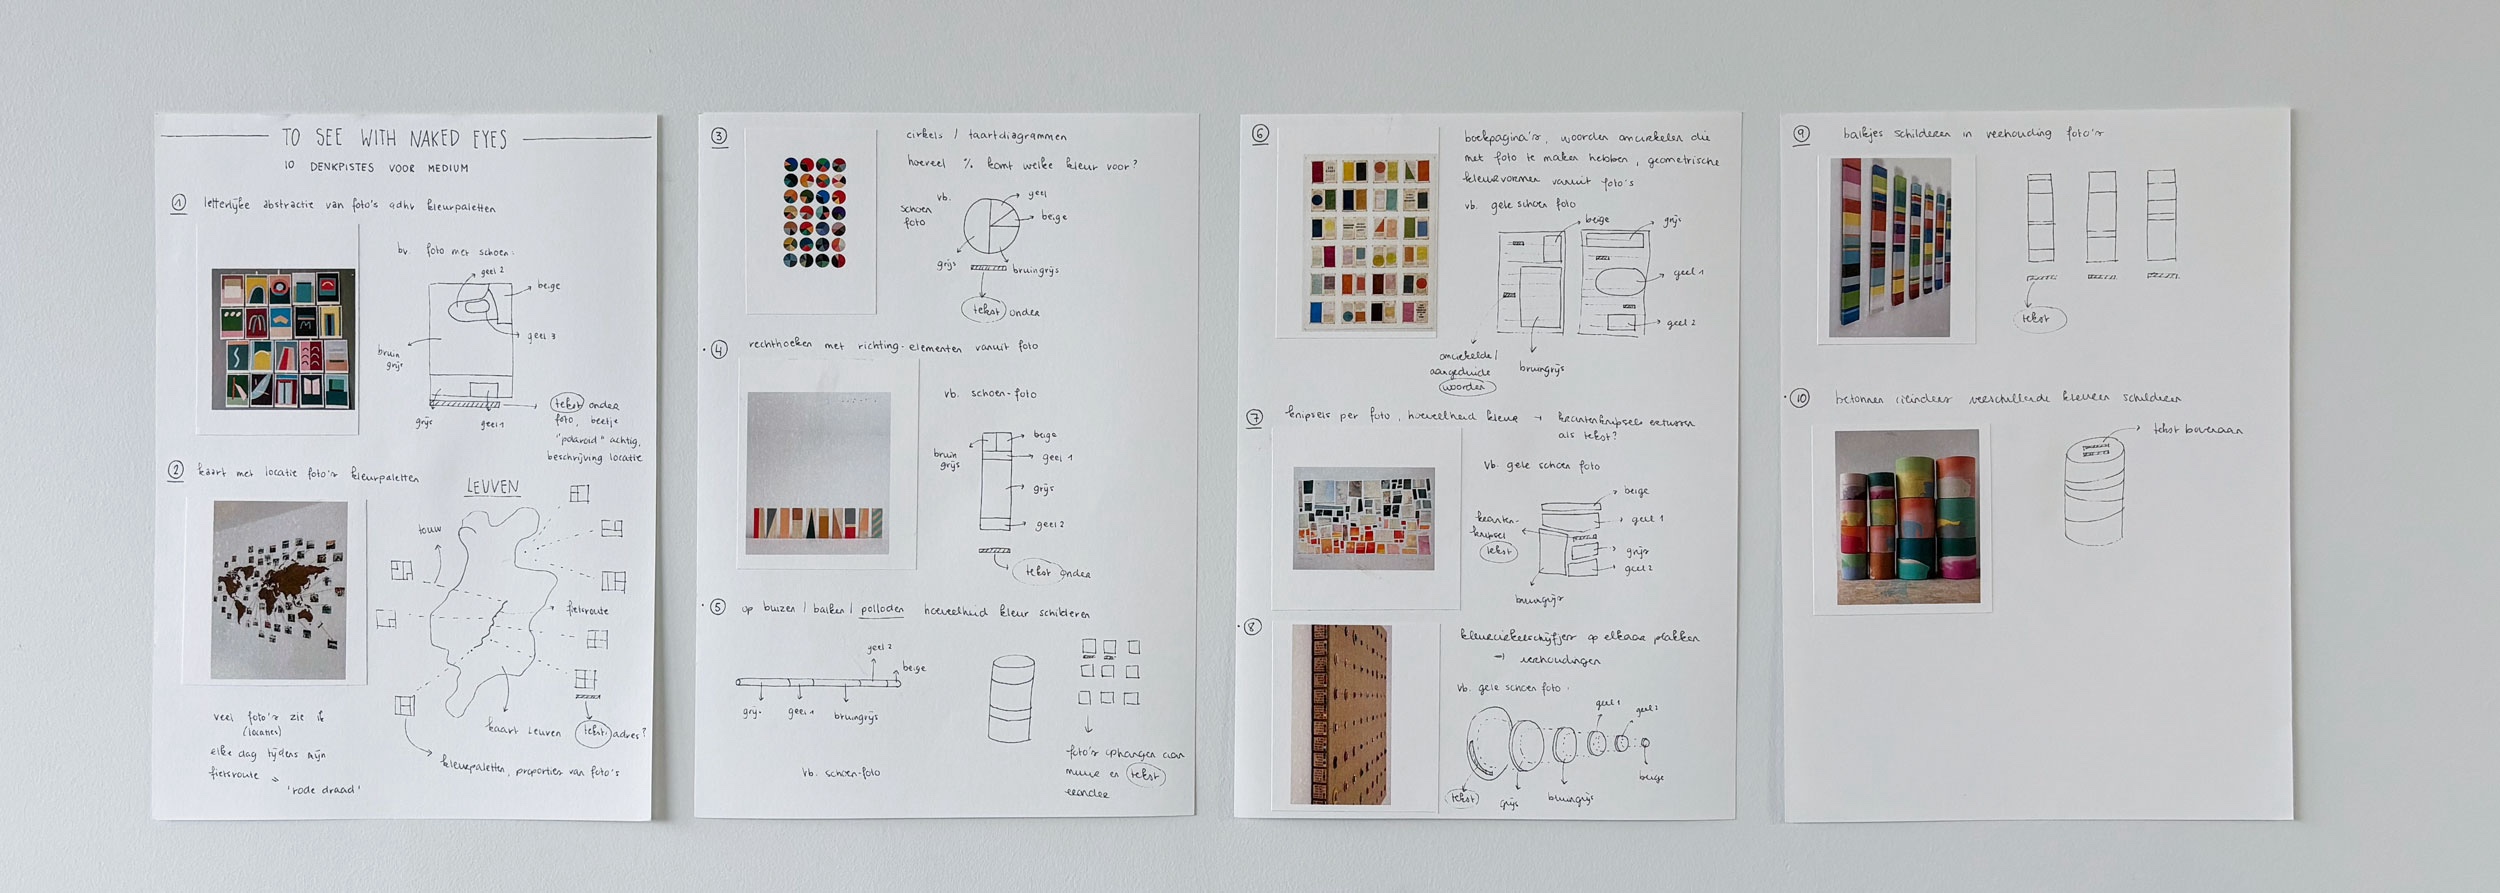 TO SEE WITH NAKED EYES
10 DENKPISTES VOOR MEDIUM
1 letterlijke abstractie van foto's adhv kleurpaletten
bv. foto met schoen:
geel 2
beige
geel 3
bruin
grijs
grijs
geel 1
tekst onder
foto, beetje
"polaroid" achtig,
beschrijving locatie
2 kaart met locatie foto's kleurpaletten
LEUVEN
touw
fietsroute
kaart Leuven
tekst: adres?
kleurpaletten, proporties van foto's
veel foto's zie ik
(locaties)
elke dag tijdens mijn
fietsroute
'rode draad'
3 cirkels / taartdiagrammen
hoeveel % komt welke kleur voor?
vb.
schoen
foto
geel
beige
grijs
bruingrijs
tekst onder
4 rechthoeken met richting-elementen vanuit foto
vb. schoen-foto
bruin
grijs
beige
geel 1
grijs
geel 2
tekst onder
5 op buizen / balken / polloden hoeveelheid kleur schilderen
geel 2
beige
grijs
geel 1
bruingrijs
vb. schoen-foto
foto's ophangen aan
muur en tekst
eronder
6 boekpagina's, woorden omcirkelen die
met foto te maken hebben, geometrische
kleurvormen vanuit foto's
vb. gele schoen foto
beige
grijs
geel 1
geel 2
omcirkelde /
aangeduide
woorden
bruingrijs
7 knipsels per foto, hoeveelheid kleur → krantenknipsels ertussen
als tekst?
vb. gele schoen foto
beige
geel 1
kranten-
knipsel
tekst
grijs
geel 2
bruingrijs
8 kleurcirkelschijfjes op elkaar plakken
→ verhoudingen
vb. gele schoen foto:
geel 1
geel 2
beige
tekst
grijs
bruingrijs
9 balkjes schilderen in verhouding foto's
tekst
10 betonnen cilinders verschillende kleuren schilderen
tekst bovenaan